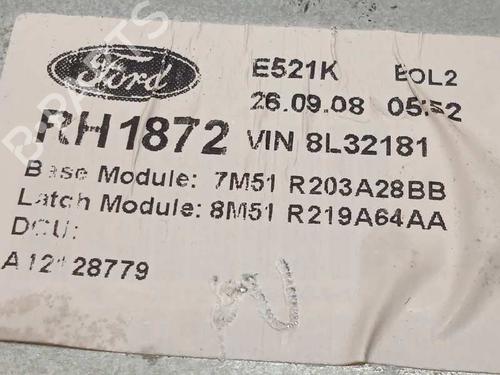 Ford
E521K EOL2
26.09.08 05:52
RH1872 VIN 8L32181
Base Module: 7M51 R203A28BB
Latch Module: 8M51 R219A64AA
DCU:
A12128779